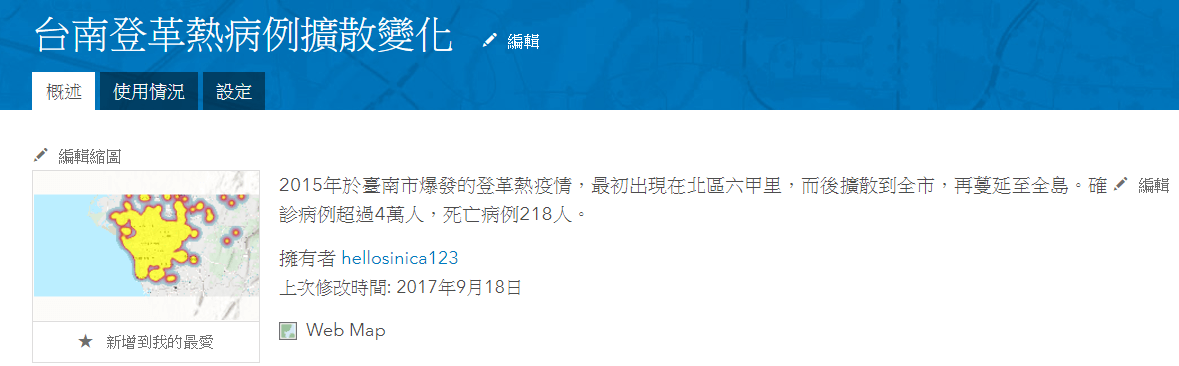 台南登革熱病例擴散變化 編輯
概述 使用情況 設定
編輯縮圖
2015年於臺南市爆發的登革熱疫情，最初出現在北區六甲里，而後擴散到全市，再蔓延至全島。確 編輯
診病例超過4萬人，死亡病例218人。
擁有者 hellosinica123
上次修改時間: 2017年9月18日
Web Map
★ 新增到我的最愛